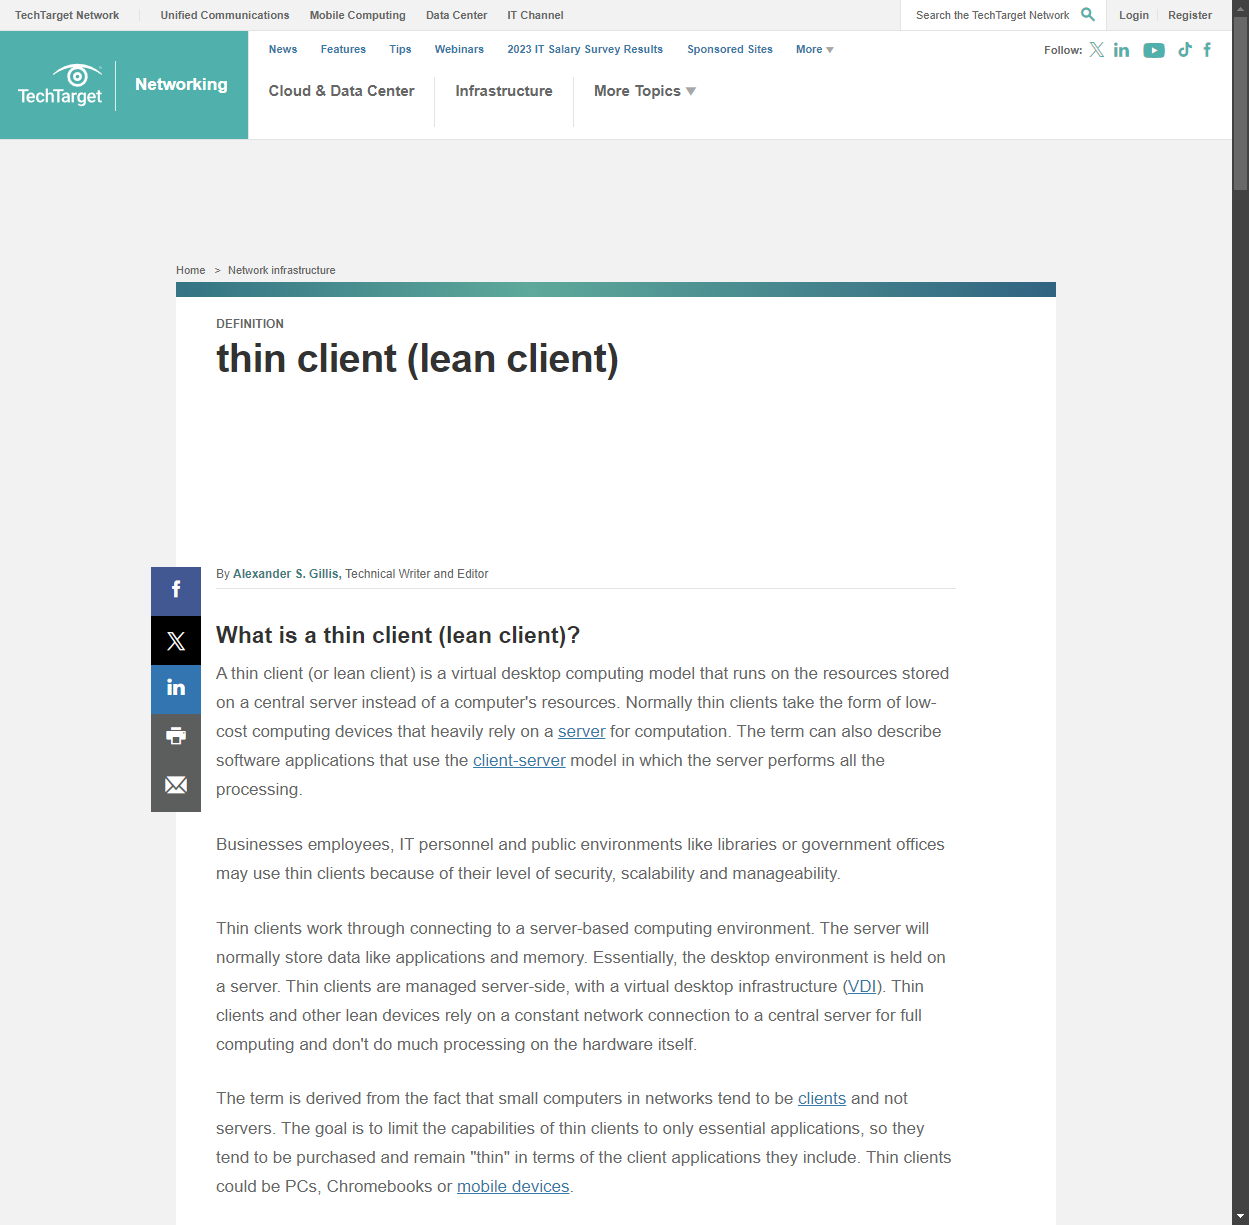 TechTarget Network
Unified Communications
Mobile Computing
Data Center
IT Channel
Search the TechTarget Network
Login
Register
TechTarget
Networking
News
Features
Tips
Webinars
2023 IT Salary Survey Results
Sponsored Sites
More
Follow:
Cloud & Data Center
Infrastructure
More Topics
Home > Network infrastructure
DEFINITION
thin client (lean client)
By Alexander S. Gillis, Technical Writer and Editor
What is a thin client (lean client)?
A thin client (or lean client) is a virtual desktop computing model that runs on the resources stored
on a central server instead of a computer's resources. Normally thin clients take the form of low-
cost computing devices that heavily rely on a server for computation. The term can also describe
software applications that use the client-server model in which the server performs all the
processing.
Businesses employees, IT personnel and public environments like libraries or government offices
may use thin clients because of their level of security, scalability and manageability.
Thin clients work through connecting to a server-based computing environment. The server will
normally store data like applications and memory. Essentially, the desktop environment is held on
a server. Thin clients are managed server-side, with a virtual desktop infrastructure (VDI). Thin
clients and other lean devices rely on a constant network connection to a central server for full
computing and don't do much processing on the hardware itself.
The term is derived from the fact that small computers in networks tend to be clients and not
servers. The goal is to limit the capabilities of thin clients to only essential applications, so they
tend to be purchased and remain "thin" in terms of the client applications they include. Thin clients
could be PCs, Chromebooks or mobile devices.